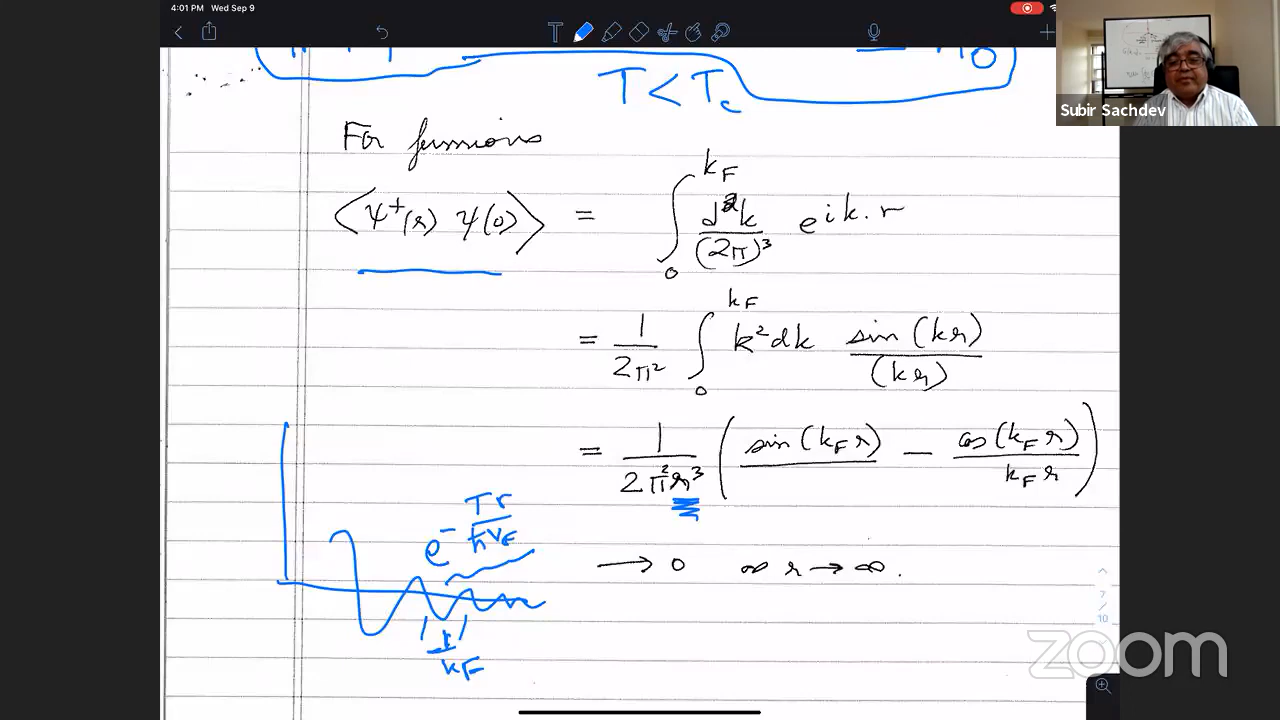 4:01 PM Wed Sep 9
T < T_c
Subir Sachdev
For fermions
⟨ψ⁺(r) ψ(0)⟩ = ∫₀^{k_F} d³k/(2π)³ e^{ik.r}
= 1/2π² ∫₀^{k_F} k² dk sin(kr)/(kr)
= 1/2π²r³ ( sin(k_F r) − cos(k_F r)/k_F r )
e^{−Tr/ħv_F}
→ 0 as r → ∞.
1/k_F
7
/
10
zoom